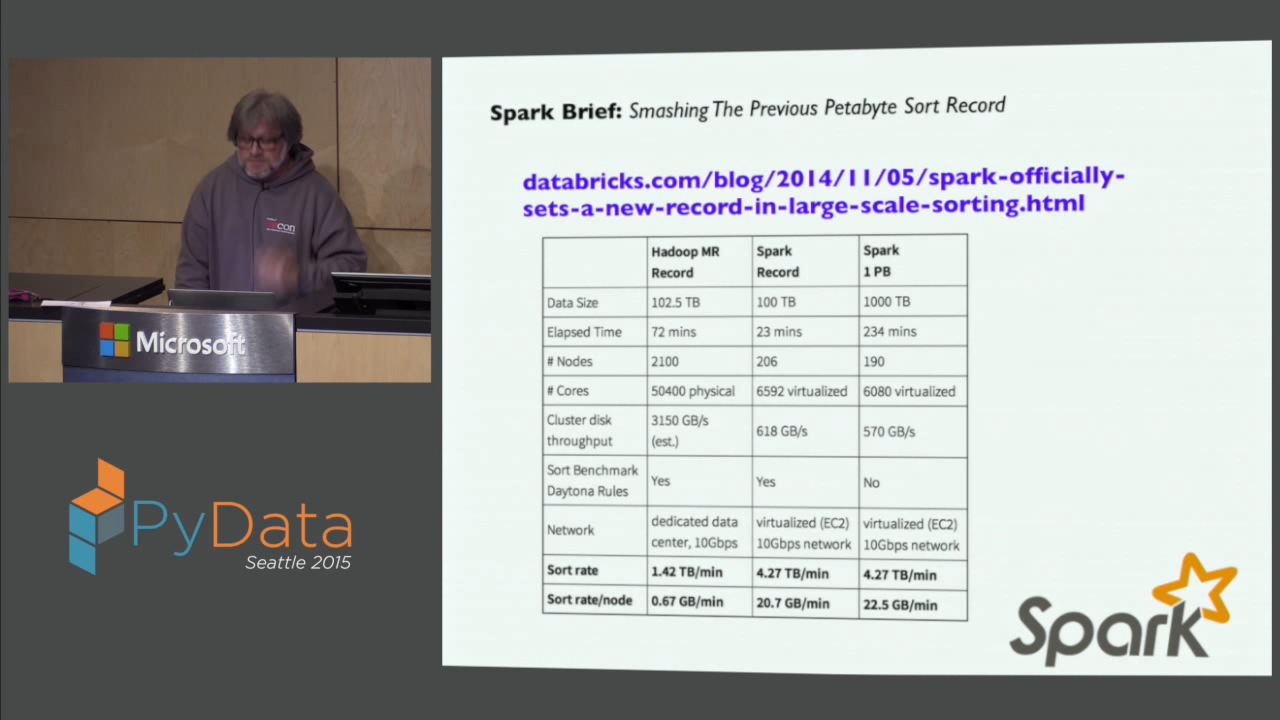 Spark Brief: Smashing The Previous Petabyte Sort Record
databricks.com/blog/2014/11/05/spark-officially-
sets-a-new-record-in-large-scale-sorting.html
Hadoop MR Record Spark Record Spark 1 PB
Data Size 102.5 TB 100 TB 1000 TB
Elapsed Time 72 mins 23 mins 234 mins
# Nodes 2100 206 190
# Cores 50400 physical 6592 virtualized 6080 virtualized
Cluster disk throughput 3150 GB/s (est.) 618 GB/s 570 GB/s
Sort Benchmark Daytona Rules Yes Yes No
Network dedicated data center, 10Gbps virtualized (EC2) 10Gbps network virtualized (EC2) 10Gbps network
Sort rate 1.42 TB/min 4.27 TB/min 4.27 TB/min
Sort rate/node 0.67 GB/min 20.7 GB/min 22.5 GB/min
Spark
Microsoft
PyData
Seattle 2015